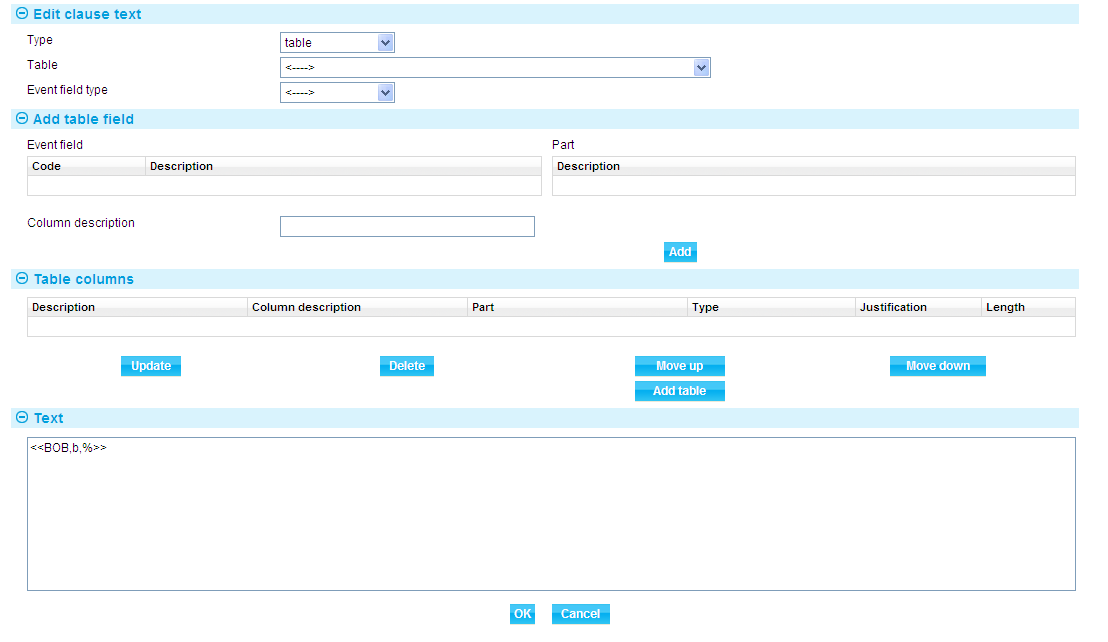 Edit clause text
Type table
Table <---->
Event field type <---->
Add table field
Event field Part
Code Description Description
Column description
Add
Table columns
Description Column description Part Type Justification Length
Update Delete Move up Move down
Add table
Text
<<BOB,b,%>>
OK Cancel